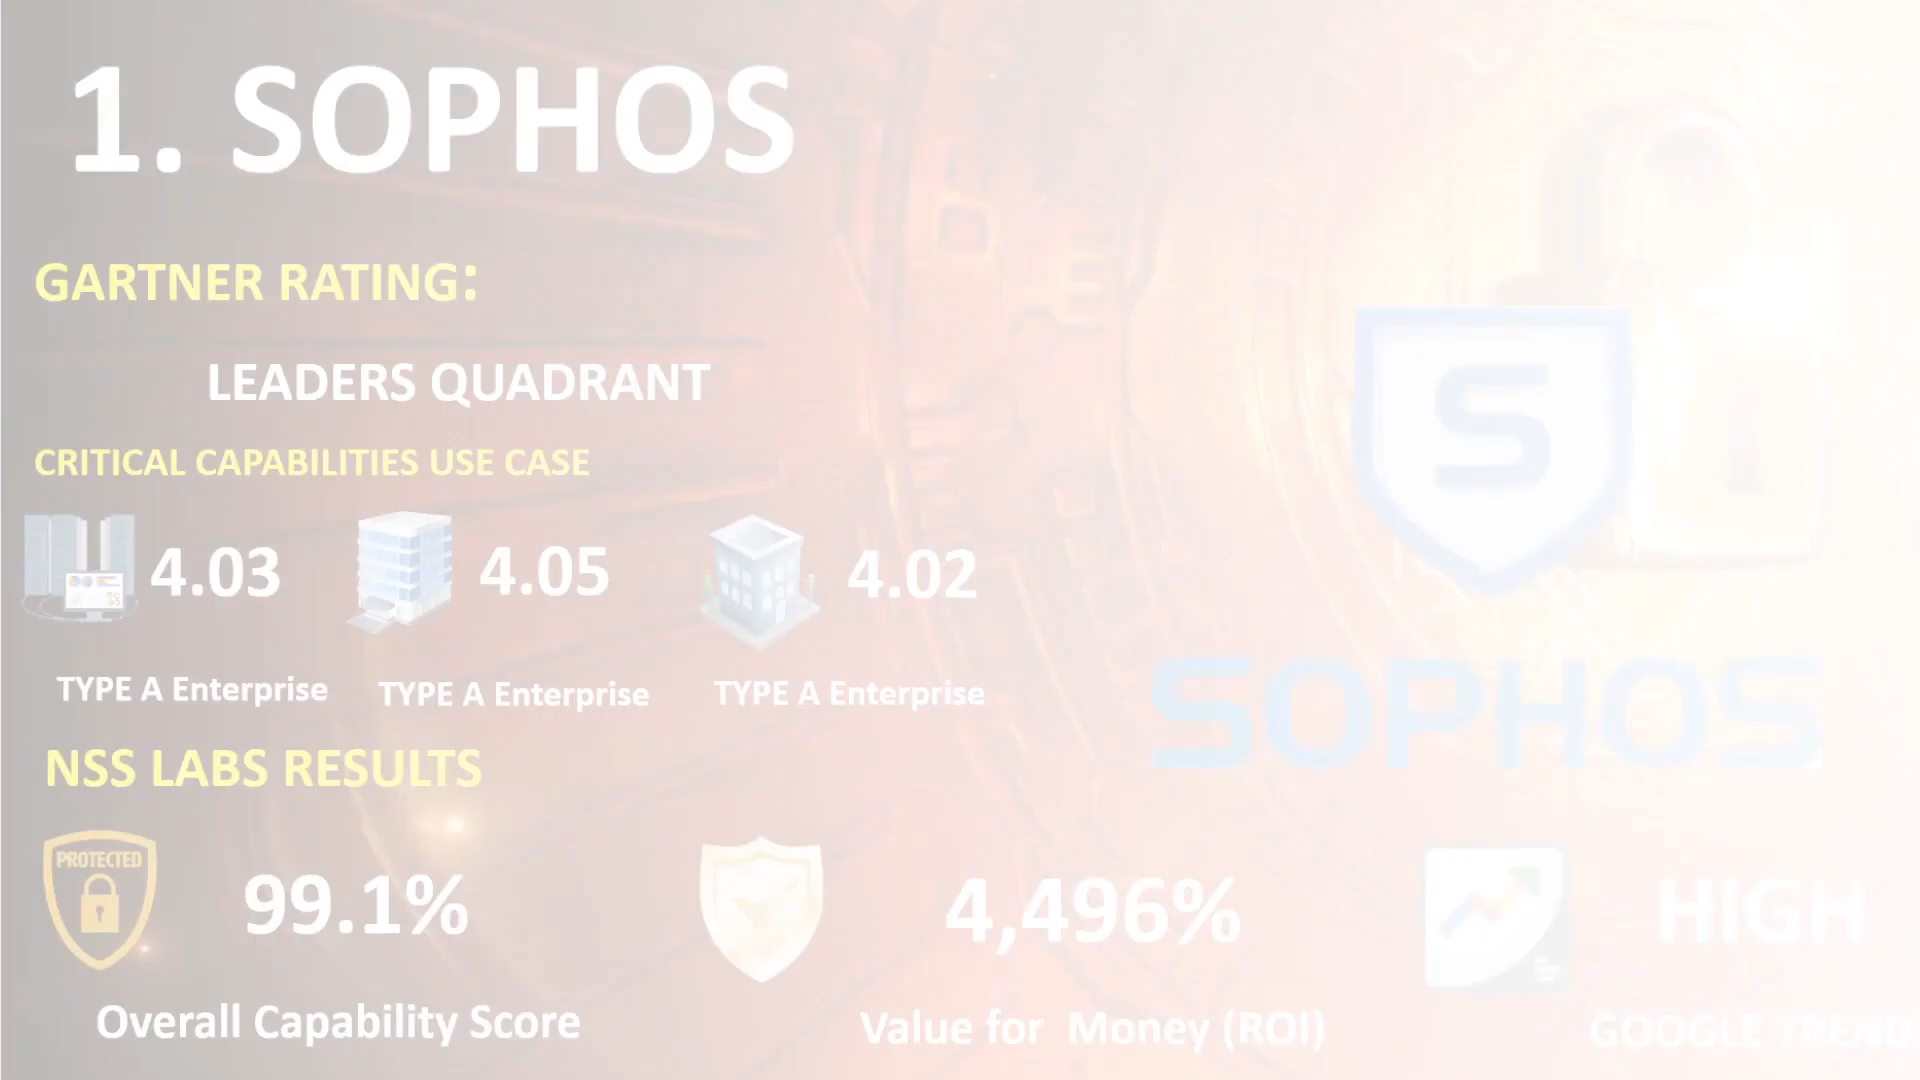 1. SOPHOS
GARTNER RATING:
LEADERS QUADRANT
CRITICAL CAPABILITIES USE CASE
4.03
4.05
4.02
TYPE A Enterprise
TYPE A Enterprise
TYPE A Enterprise
S
SOPHOS
NSS LABS RESULTS
PROTECTED
99.1%
4,496%
HIGH
Overall Capability Score
Value for Money (ROI)
GOOGLE TRENDS